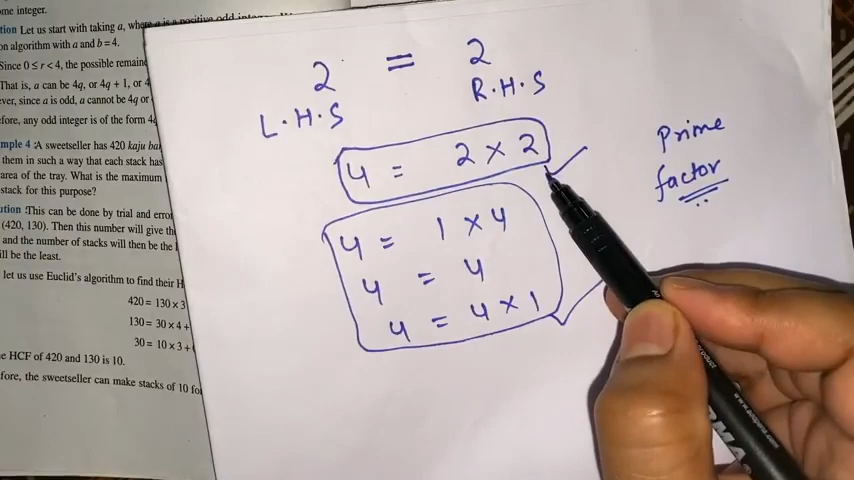 ome integer.
tion Let us start with taking a, where a is a positive odd integer.
on algorithm with a and b = 4.
Since 0 ≤ r < 4, the possible remain
That is, a can be 4q, or 4q + 1, or 4
ever, since a is odd, a cannot be 4q or
fore, any odd integer is of the form 4q
mple 4 : A sweetseller has 420 kaju ba
them in such a way that each stack has
area of the tray. What is the maximum
stack for this purpose?
ution : This can be done by trial and error
(420, 130). Then this number will give the
and the number of stacks will then be the l
ill be the least.
let us use Euclid's algorithm to find their H
420 = 130 × 3
130 = 30 × 4 +
30 = 10 × 3 +
e HCF of 420 and 130 is 10.
fore, the sweetseller can make stacks of 10 for
2 = 2
L.H.S R.H.S
4 = 2 × 2
4 = 1 × 4
4 = 4
4 = 4 × 1
Prime
factor